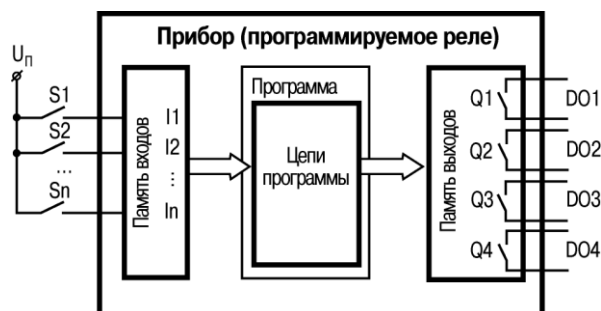 Прибор (программируемое реле)
Uп
S1
S2
...
Sn
Память входов
I1
I2
...
In
Программа
Цепи
программы
Память выходов
Q1
Q2
Q3
Q4
DO1
DO2
DO3
DO4